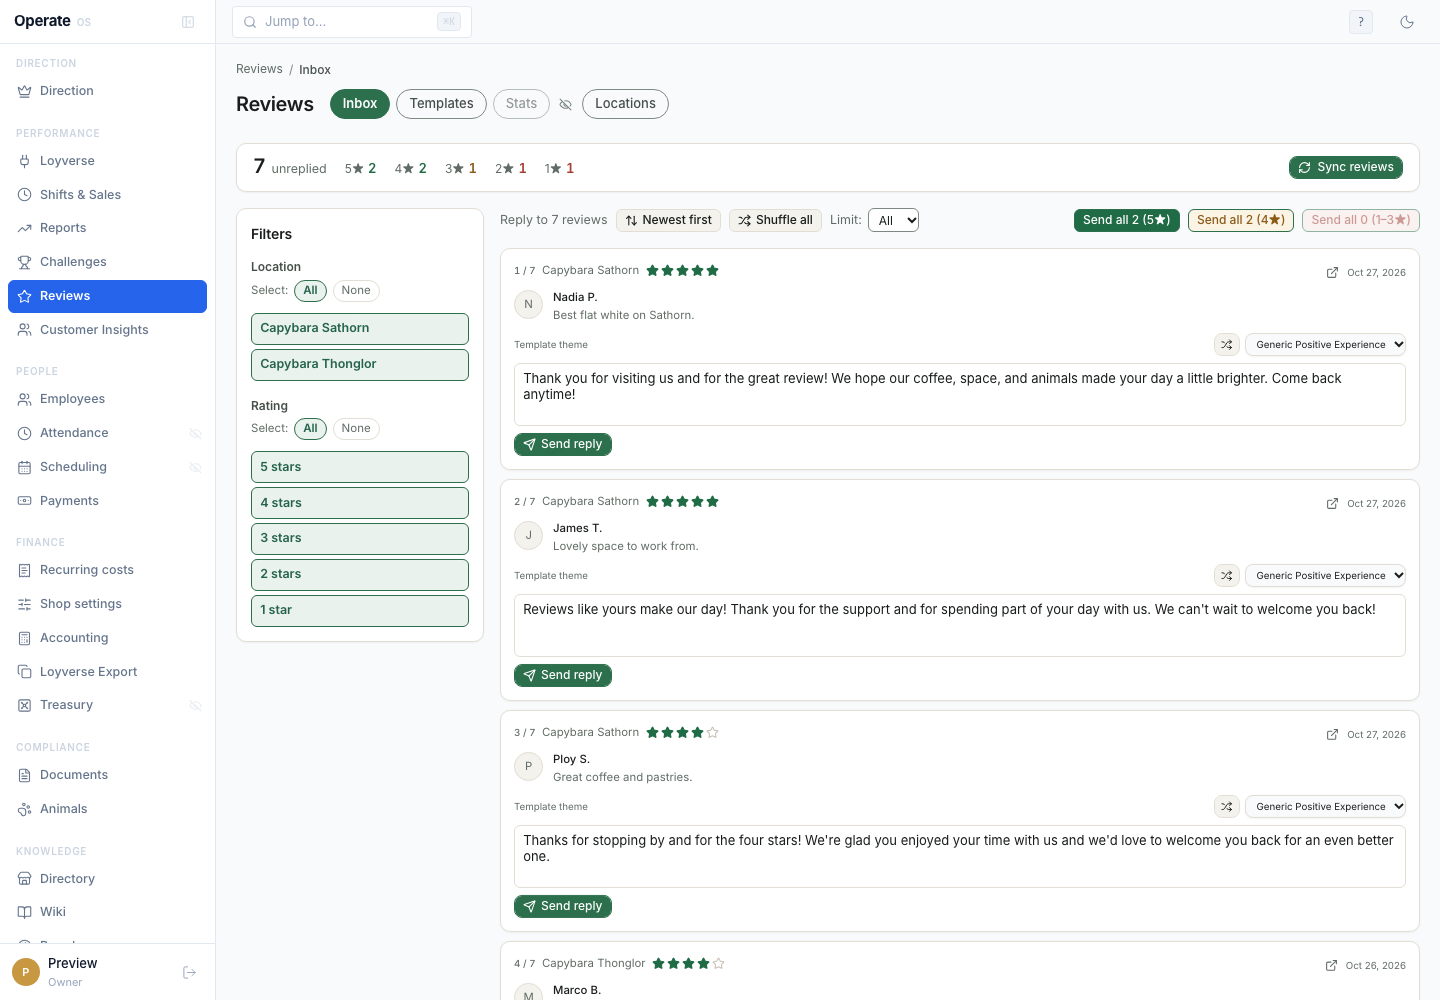 Operate OS
Jump to...
⌘K
?
DIRECTION
Direction
PERFORMANCE
Loyverse
Shifts & Sales
Reports
Challenges
Reviews
Customer Insights
PEOPLE
Employees
Attendance
Scheduling
Payments
FINANCE
Recurring costs
Shop settings
Accounting
Loyverse Export
Treasury
COMPLIANCE
Documents
Animals
KNOWLEDGE
Directory
Wiki
P
Preview
Owner
Reviews / Inbox
Reviews
Inbox
Templates
Stats
Locations
7 unreplied 5★ 2 4★ 2 3★ 1 2★ 1 1★ 1
Sync reviews
Filters
Location
Select: All None
Capybara Sathorn
Capybara Thonglor
Rating
Select: All None
5 stars
4 stars
3 stars
2 stars
1 star
Reply to 7 reviews
Newest first
Shuffle all
Limit: All
Send all 2 (5★)
Send all 2 (4★)
Send all 0 (1–3★)
1 / 7 Capybara Sathorn ★★★★★
Oct 27, 2026
N
Nadia P.
Best flat white on Sathorn.
Template theme
Generic Positive Experience
Thank you for visiting us and for the great review! We hope our coffee, space, and animals made your day a little brighter. Come back
anytime!
Send reply
2 / 7 Capybara Sathorn ★★★★★
Oct 27, 2026
J
James T.
Lovely space to work from.
Template theme
Generic Positive Experience
Reviews like yours make our day! Thank you for the support and for spending part of your day with us. We can't wait to welcome you back!
Send reply
3 / 7 Capybara Sathorn ★★★★☆
Oct 27, 2026
P
Ploy S.
Great coffee and pastries.
Template theme
Generic Positive Experience
Thanks for stopping by and for the four stars! We're glad you enjoyed your time with us and we'd love to welcome you back for an even better
one.
Send reply
4 / 7 Capybara Thonglor ★★★★☆
Oct 26, 2026
M
Marco B.